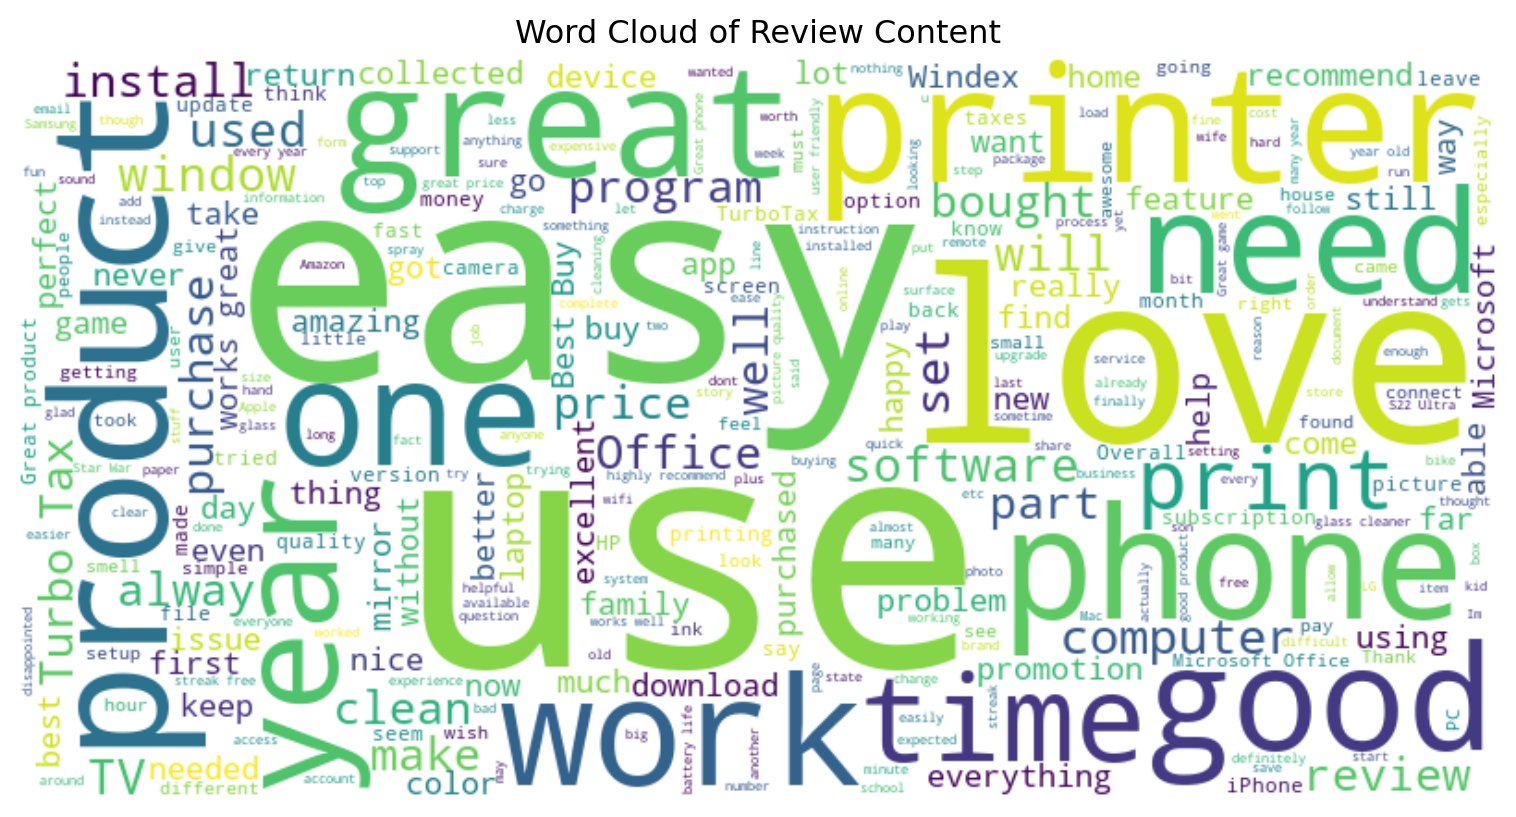 Word Cloud of Review Content
install
return
collected
device
wanted
lot
nothing
Windex
home
going
recommend
leave
email
Samsung
though
update
think
used
great
printer
product
every year
form
less
anything
support
sure
expensive
Great phone
worth
week
must
user friendly
looking
taxes
want
load
package
step
awesome
fine
cost
wife
hard
many year
year old
run
way
especially
fun
sound
window
information
top
great price
money
charge
go
program
let
TurboTax
option
bought
feature
house
follow
still
add
instead
take
perfect
people
give
never
works great
fast
spray
got
camera
something
Amazon
easy
Best Buy
cleaning
app
screen
line
ease
instruction
installed
put
remote
know
process
yet
will
really
went
Great game
need
bit
right
order
came
understand
gets
surface
back
month
find
love
game
user
purchase
amazing
little
complete
buy
two
picture quality
online
play
small
upgrade
service
reason
document
enough
Microsoft
getting
Great product
glad
took
stuff
size
hand
Apple
glass
job
one
price
well
dont
story
said
happy
set
last
new
sometime
already
finally
help
store
connect
S22 Ultra
long
fact
anyone
feel
quick
share
found
come
able
Turbo Tax
Star War
paper
tried
version
try
trying
excellent
Office
highly recommend
buying
plus
software
business
Overall
setting
every
print
bike
picture
thought
clear
made
day
done
year
thing
better
laptop
use
wifi
etc
part
subscription
glass cleaner
far
easier
even
simple
quality
mirror
without
HP
printing
look
purchased
almost
many
phone
son
box
smell
alway
file
everyone
helpful
available
question
system
family
works well
ink
photo
problem
working
Mac
actually
good product
free
allow
LG
item
kid
Im
disappointed
setup
issue
first
worked
nice
old
say
see
brand
computer
pay
difficult
using
streak free
experience
now
much
download
page
state
change
promotion
Microsoft Office
Thank
best
hour
keep
clean
seem
bad
wish
work
time
easily
expected
streak
good
PC
access
make
big
battery life
another
definitely
start
save
around
TV
needed
different
account
color
may
number
minute
school
everything
iPhone
review